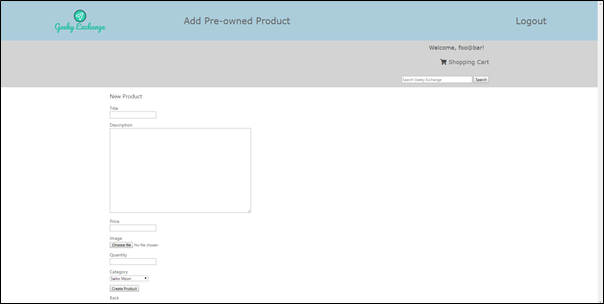 Geeky Exchange
Add Pre-owned Product
Logout
Welcome, foo@bar!
Shopping Cart
Search Geeky Exchange
Search
New Product
Title
Description
Price
Image
Choose file No file chosen
Quantity
Category
Sailor Moon
Create Product
Back